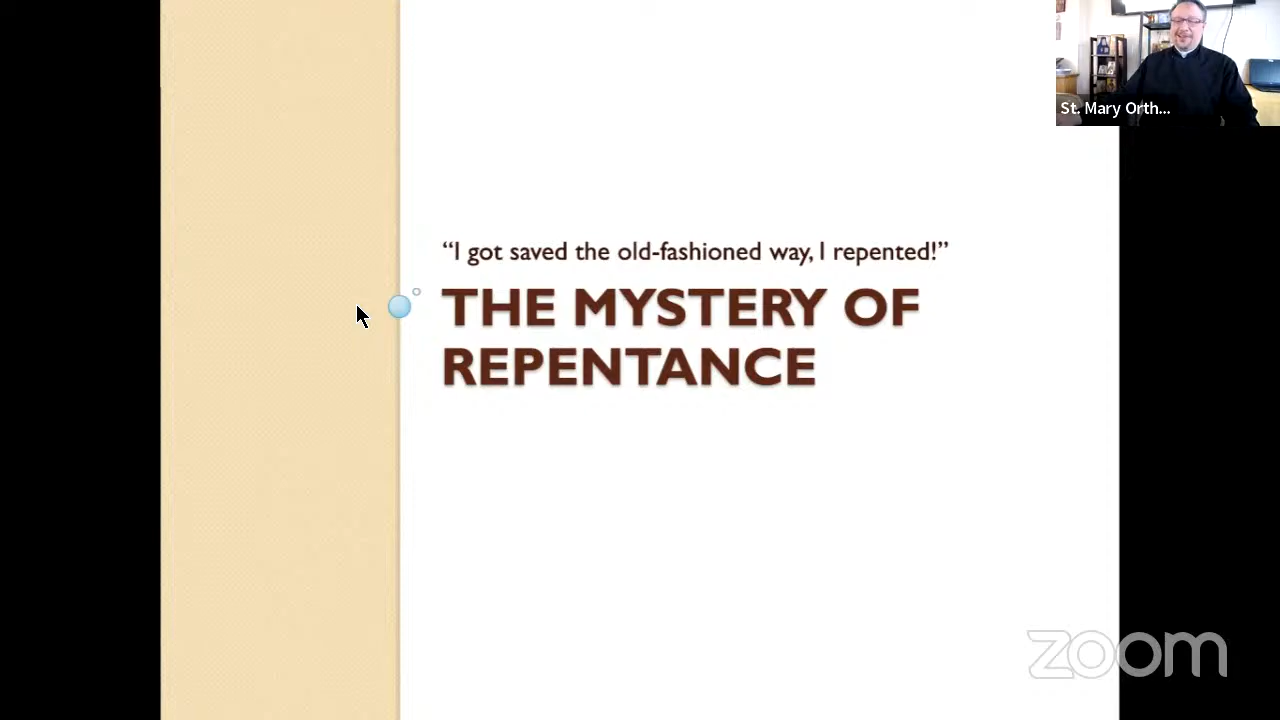 St. Mary Orth...
“I got saved the old-fashioned way, I repented!”
THE MYSTERY OF
REPENTANCE
zoom